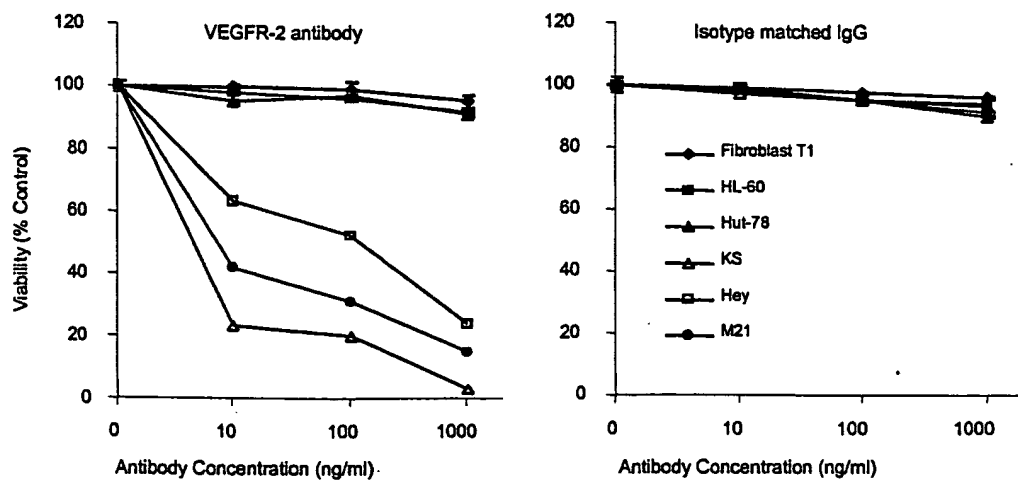 VEGFR-2 antibody
Viability (% Control)
120
100
80
60
40
20
0
0 10 100 1000
Antibody Concentration (ng/ml)
Isotype matched IgG
120
100
80
60
40
20
0
Fibroblast T1
HL-60
Hut-78
KS
Hey
M21
0 10 100 1000
Antibody Concentration (ng/ml)